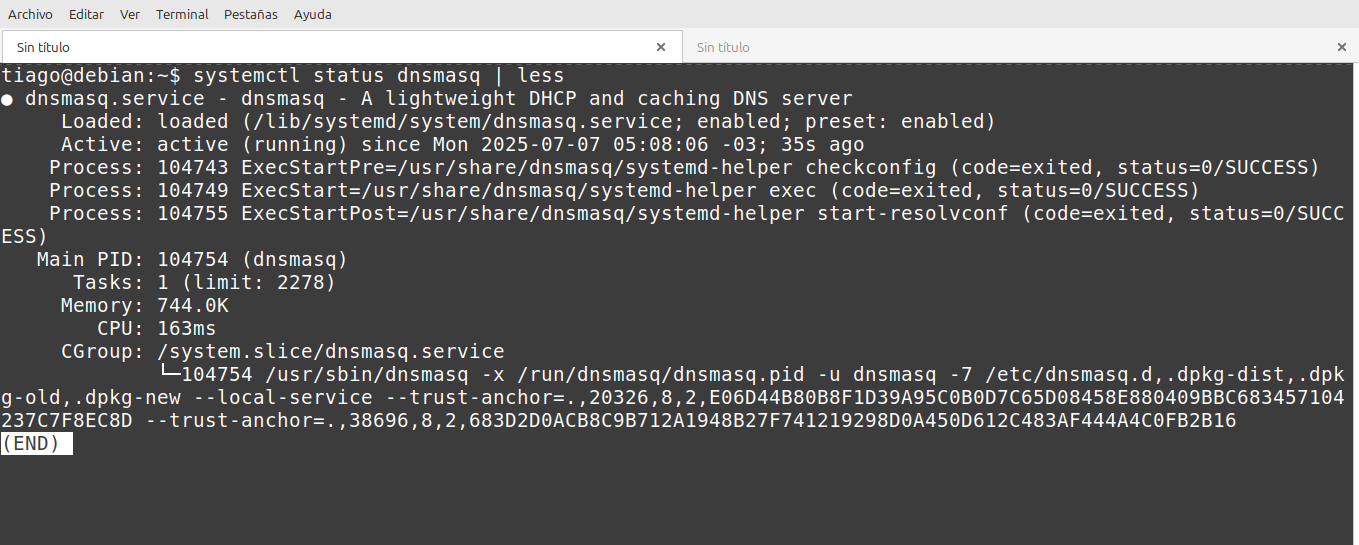 Archivo Editar Ver Terminal Pestañas Ayuda
Sin título × Sin título ×
tiago@debian:~$ systemctl status dnsmasq | less
● dnsmasq.service - dnsmasq - A lightweight DHCP and caching DNS server
     Loaded: loaded (/lib/systemd/system/dnsmasq.service; enabled; preset: enabled)
     Active: active (running) since Mon 2025-07-07 05:08:06 -03; 35s ago
    Process: 104743 ExecStartPre=/usr/share/dnsmasq/systemd-helper checkconfig (code=exited, status=0/SUCCESS)
    Process: 104749 ExecStart=/usr/share/dnsmasq/systemd-helper exec (code=exited, status=0/SUCCESS)
    Process: 104755 ExecStartPost=/usr/share/dnsmasq/systemd-helper start-resolvconf (code=exited, status=0/SUCC
ESS)
   Main PID: 104754 (dnsmasq)
      Tasks: 1 (limit: 2278)
     Memory: 744.0K
        CPU: 163ms
     CGroup: /system.slice/dnsmasq.service
             └─104754 /usr/sbin/dnsmasq -x /run/dnsmasq/dnsmasq.pid -u dnsmasq -7 /etc/dnsmasq.d,.dpkg-dist,.dpk
g-old,.dpkg-new --local-service --trust-anchor=.,20326,8,2,E06D44B80B8F1D39A95C0B0D7C65D08458E880409BBC683457104
237C7F8EC8D --trust-anchor=.,38696,8,2,683D2D0ACB8C9B712A1948B27F741219298D0A450D612C483AF444A4C0FB2B16
(END)